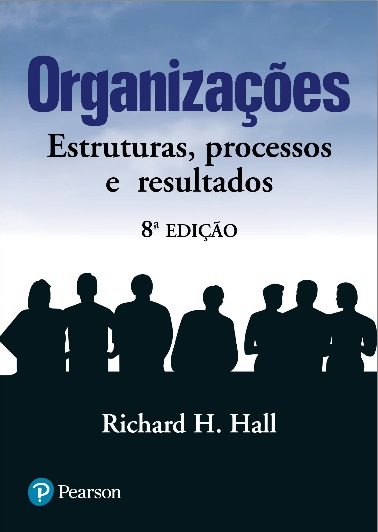 Organizações
Estruturas, processos
e resultados
8ª EDIÇÃO
Richard H. Hall
Pearson